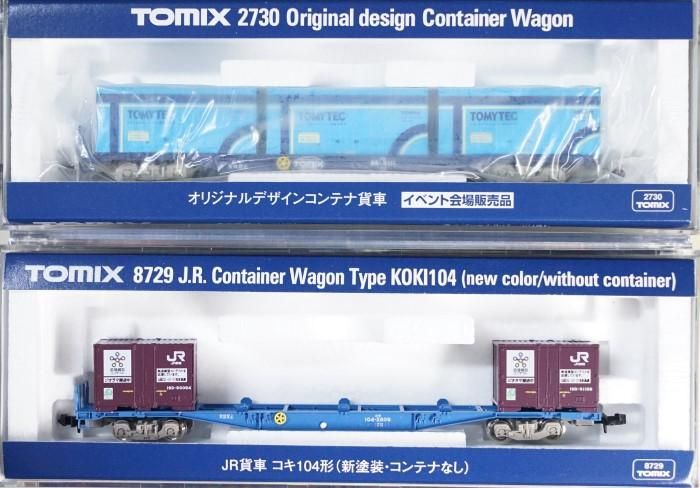 TOMIX 2730 Original design Container Wagon
TOMYTEC TOMYTEC TOMYTEC
TOMIX
オリジナルデザインコンテナ貨車 イベント会場販売品
2730
TOMIX
TOMIX 8729 J.R. Container Wagon Type KOKI104 (new color/without container)
JR
JR
JR貨車 コキ104形(新塗装・コンテナなし)
8729
TOMIX